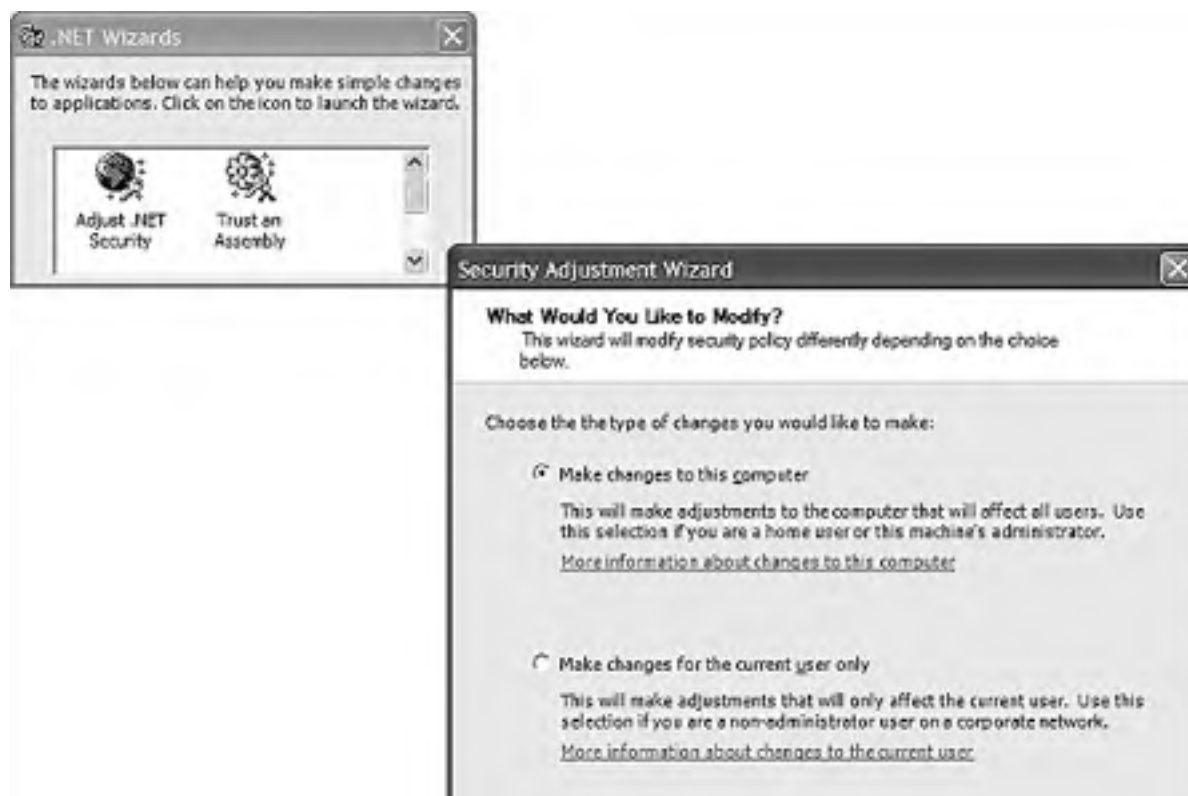 .NET Wizards
The wizards below can help you make simple changes
to applications. Click on the icon to launch the wizard.
Adjust .NET
Security
Trust an
Assembly
Security Adjustment Wizard
What Would You Like to Modify?
This wizard will modify security policy differently depending on the choice
below.
Choose the the type of changes you would like to make:
Make changes to this computer
This will make adjustments to the computer that will affect all users. Use
this selection if you are a home user or this machine's administrator.
More information about changes to this computer
Make changes for the current user only
This will make adjustments that will only affect the current user. Use this
selection if you are a non-administrator user on a corporate network.
More information about changes to the current user